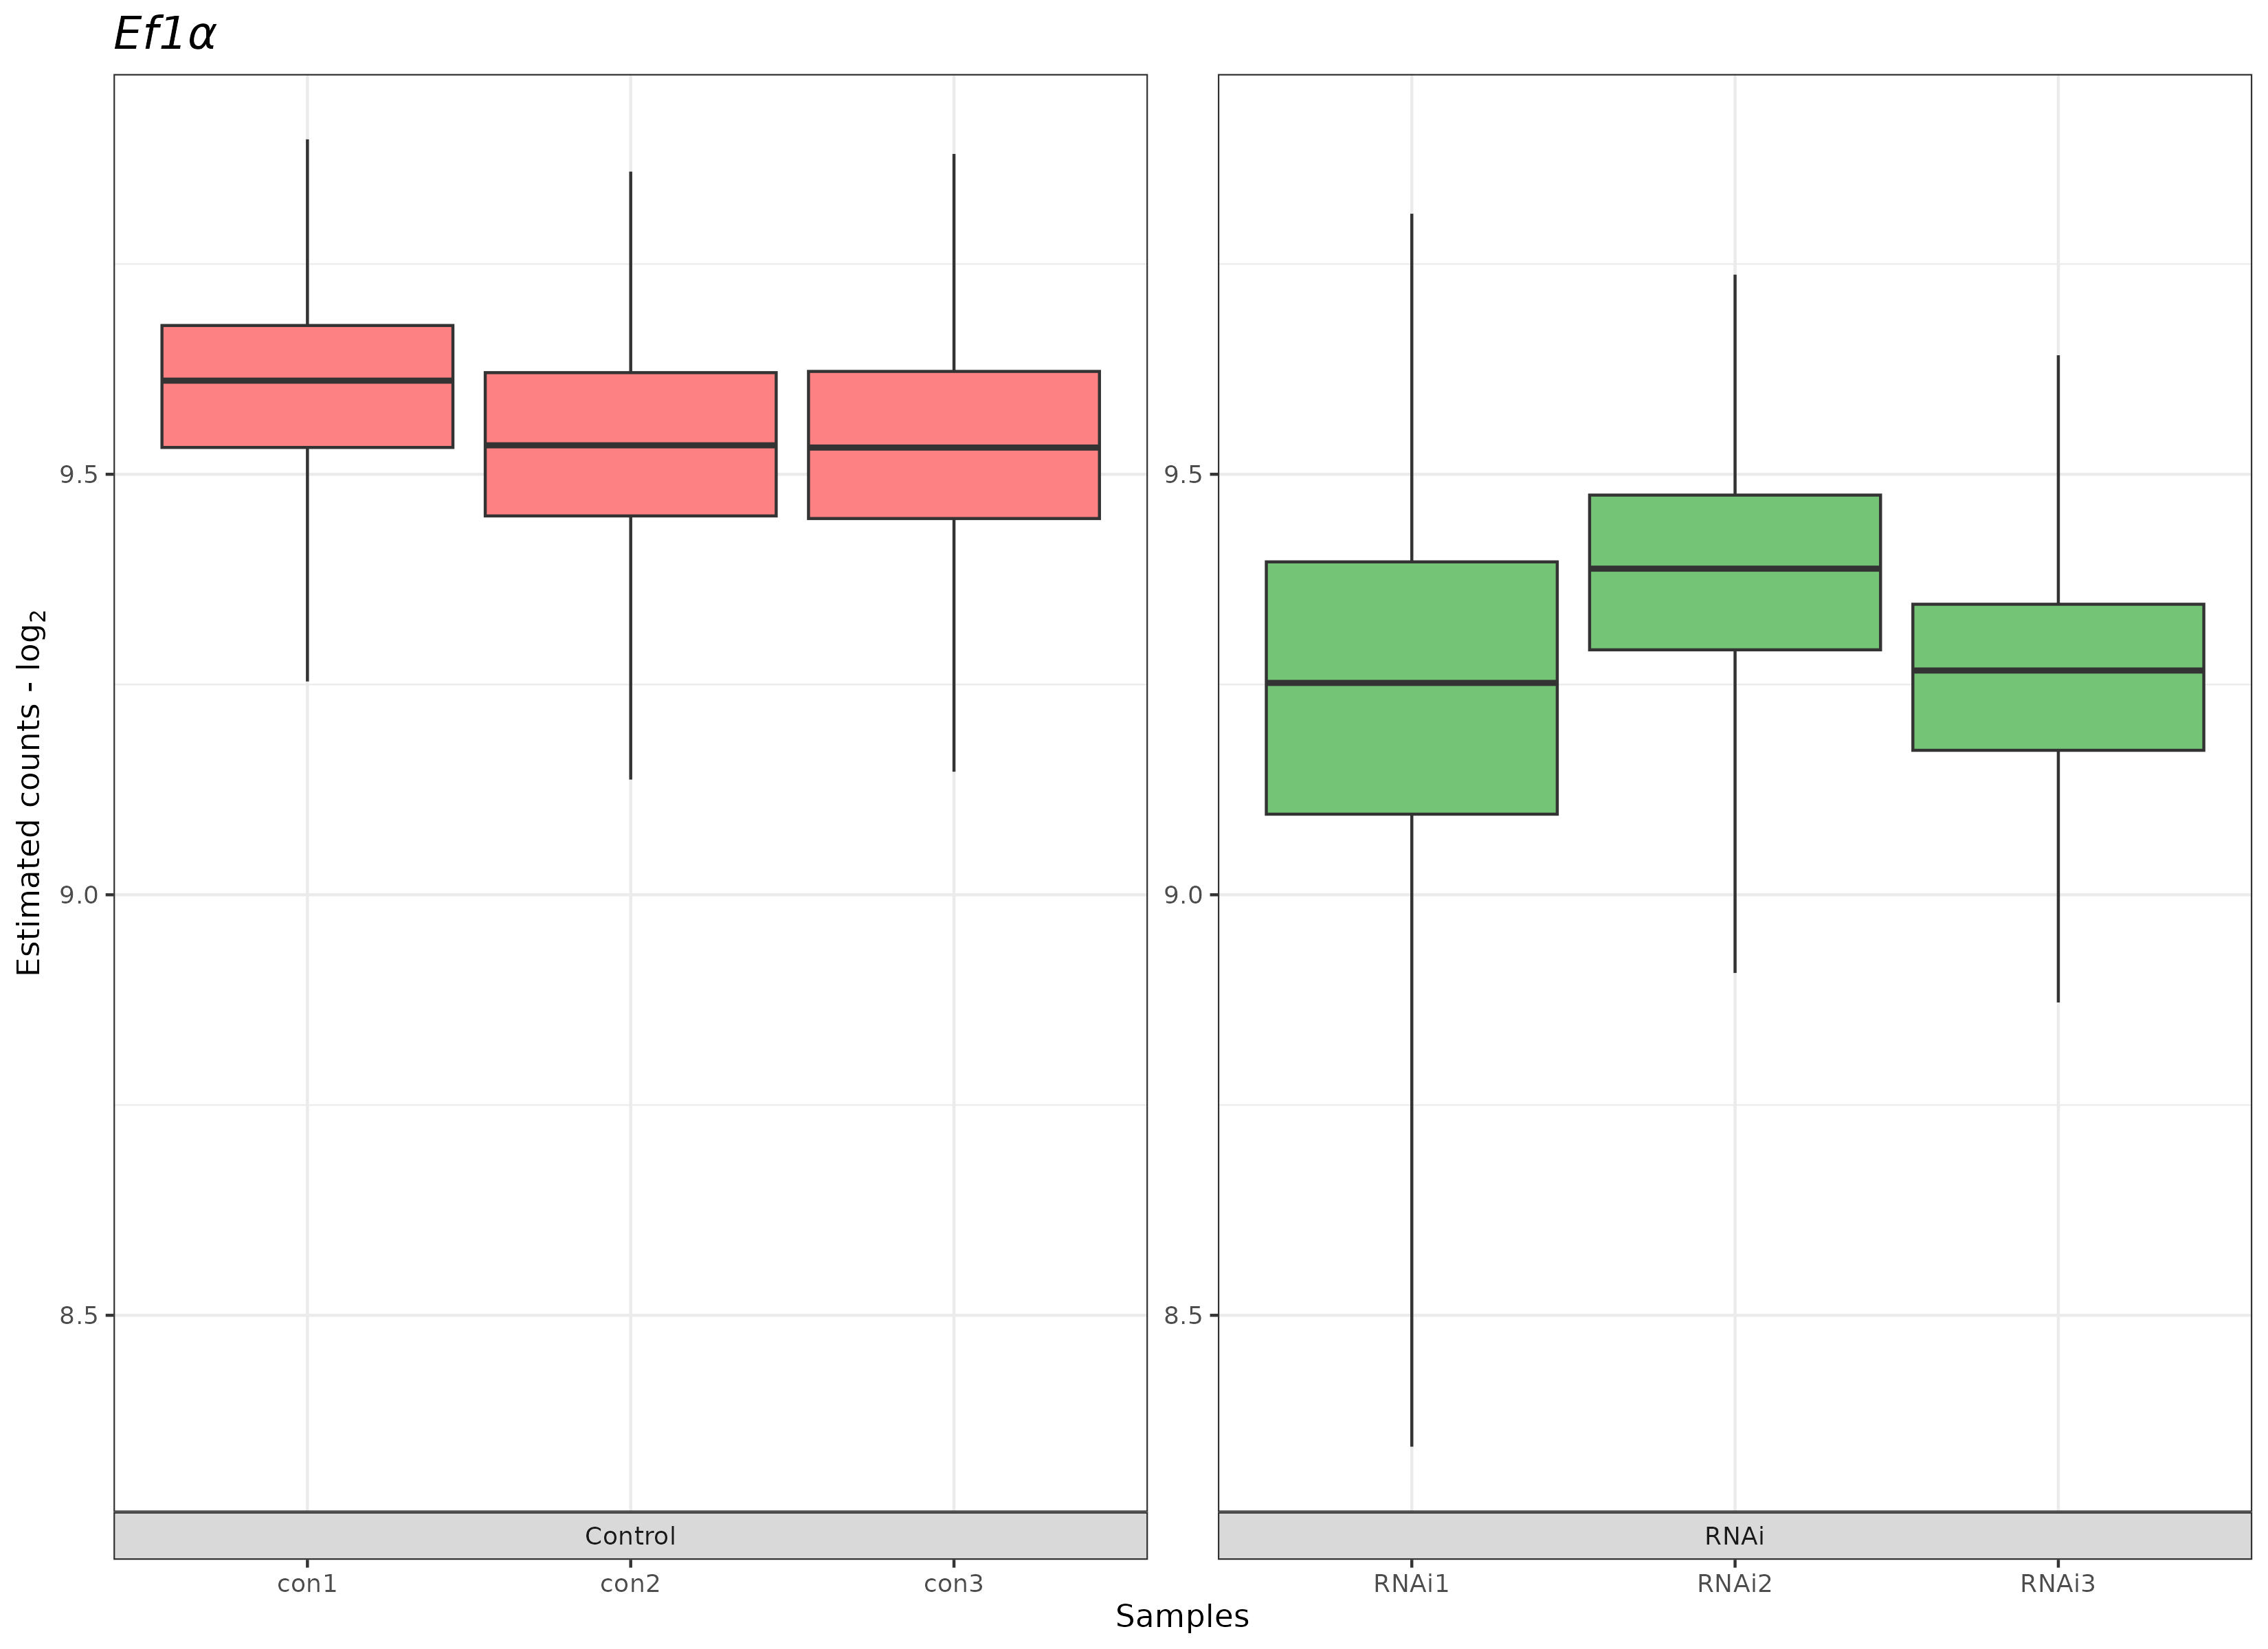 Ef1α
Estimated counts - log₂
9.5
9.0
8.5
9.5
9.0
8.5
Control
RNAi
con1
con2
con3
RNAi1
RNAi2
RNAi3
Samples